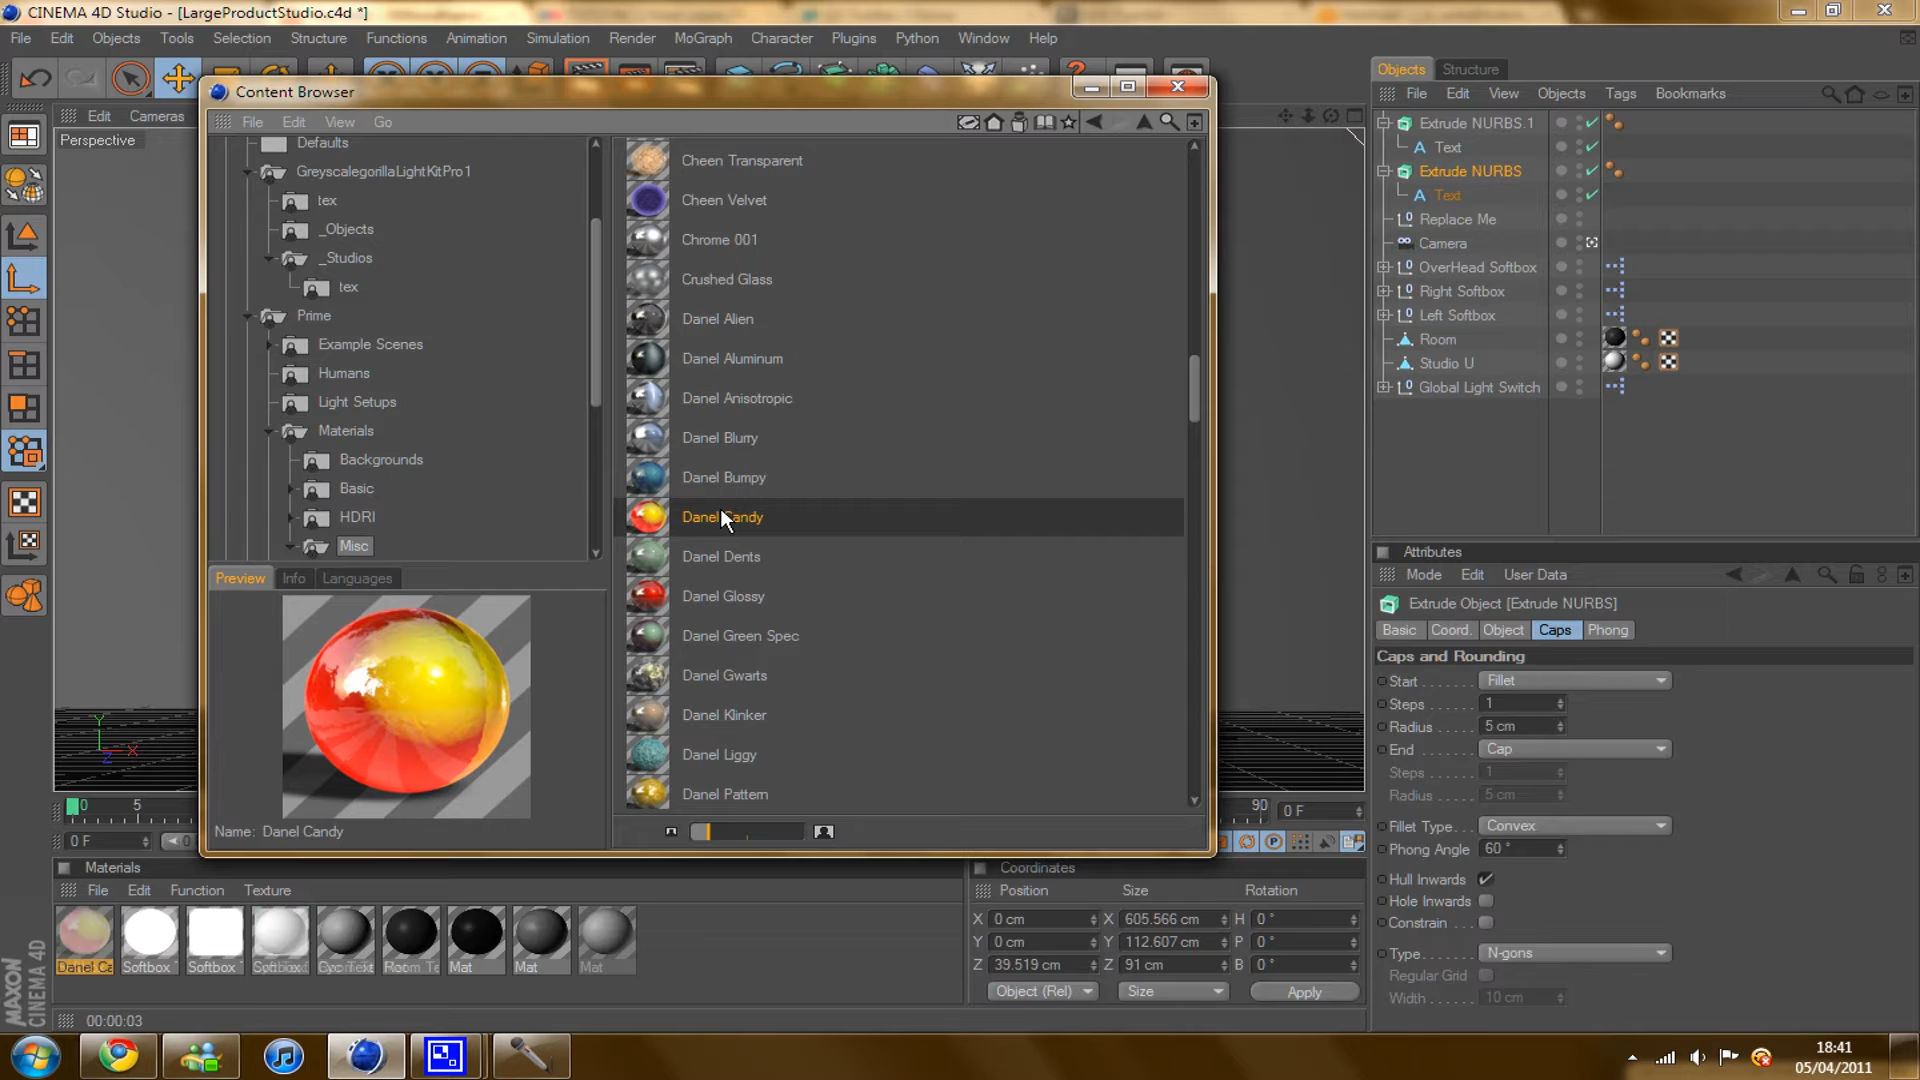 CINEMA 4D Studio - [LargeProductStudio.c4d *]
File Edit Objects Tools Selection Structure Functions Animation Simulation Render MoGraph Character Plugins Python Window Help
Edit Cameras
Perspective
Content Browser
File Edit View Go
Defaults
GreyscalegorillaLightKitPro1
tex
_Objects
_Studios
tex
Prime
Example Scenes
Humans
Light Setups
Materials
Backgrounds
Basic
HDRI
Misc
Preview Info Languages
Name: Danel Candy
Cheen Transparent
Cheen Velvet
Chrome 001
Crushed Glass
Danel Alien
Danel Aluminum
Danel Anisotropic
Danel Blurry
Danel Bumpy
Danel Candy
Danel Dents
Danel Glossy
Danel Green Spec
Danel Gwarts
Danel Klinker
Danel Liggy
Danel Pattern
Objects Structure
File Edit View Objects Tags Bookmarks
Extrude NURBS.1
Text
Extrude NURBS
Text
Replace Me
Camera
OverHead Softbox
Right Softbox
Left Softbox
Room
Studio U
Global Light Switch
Attributes
Mode Edit User Data
Extrude Object [Extrude NURBS]
Basic Coord. Object Caps Phong
Caps and Rounding
Start Fillet
Steps 1
Radius 5 cm
End Cap
Steps 1
Radius 5 cm
Fillet Type Convex
Phong Angle 60 °
Hull Inwards
Hole Inwards
Constrain
Type N-gons
Regular Grid
Width 10 cm
Y X Z
0 5 90 0 F
0 F
Materials
File Edit Function Texture
Danel Ca Softbox Softbox Room Te Mat Mat Mat
Coordinates
Position Size Rotation
X 0 cm X 605.566 cm H 0 °
Y 0 cm Y 112.607 cm P 0 °
Z 39.519 cm Z 91 cm B 0 °
Object (Rel) Size Apply
MAXON CINEMA 4D
00:00:03
18:41
05/04/2011